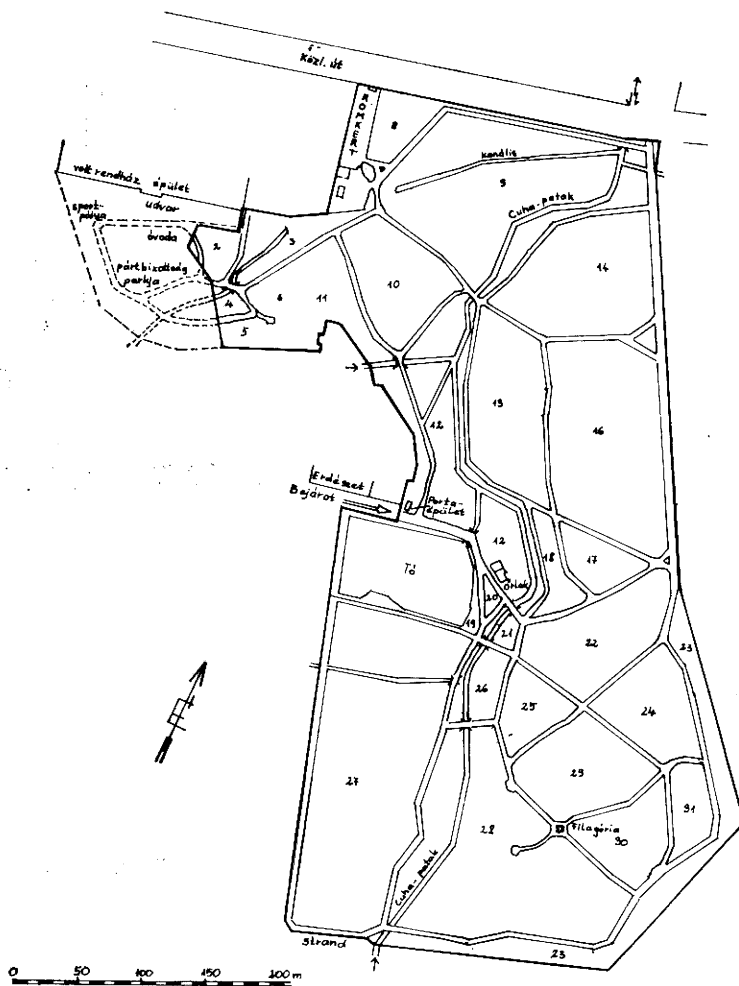 Közl. út
ROMKERT
8
volt rendház épület
udvar
sport-
pálya
óvoda
pártbizottság
parkja
2
3
4
5
6
11
10
9
kanális
Cuha-patak
14
13
16
12
Erdészet
Bejárat
Porta-
épület
12
Őrlak
18
17
Tó
20
19
21
22
23
26
25
24
27
29
28
Filagória
30
31
Cuha-patak
Strand
23
0 50 100 150 200 m